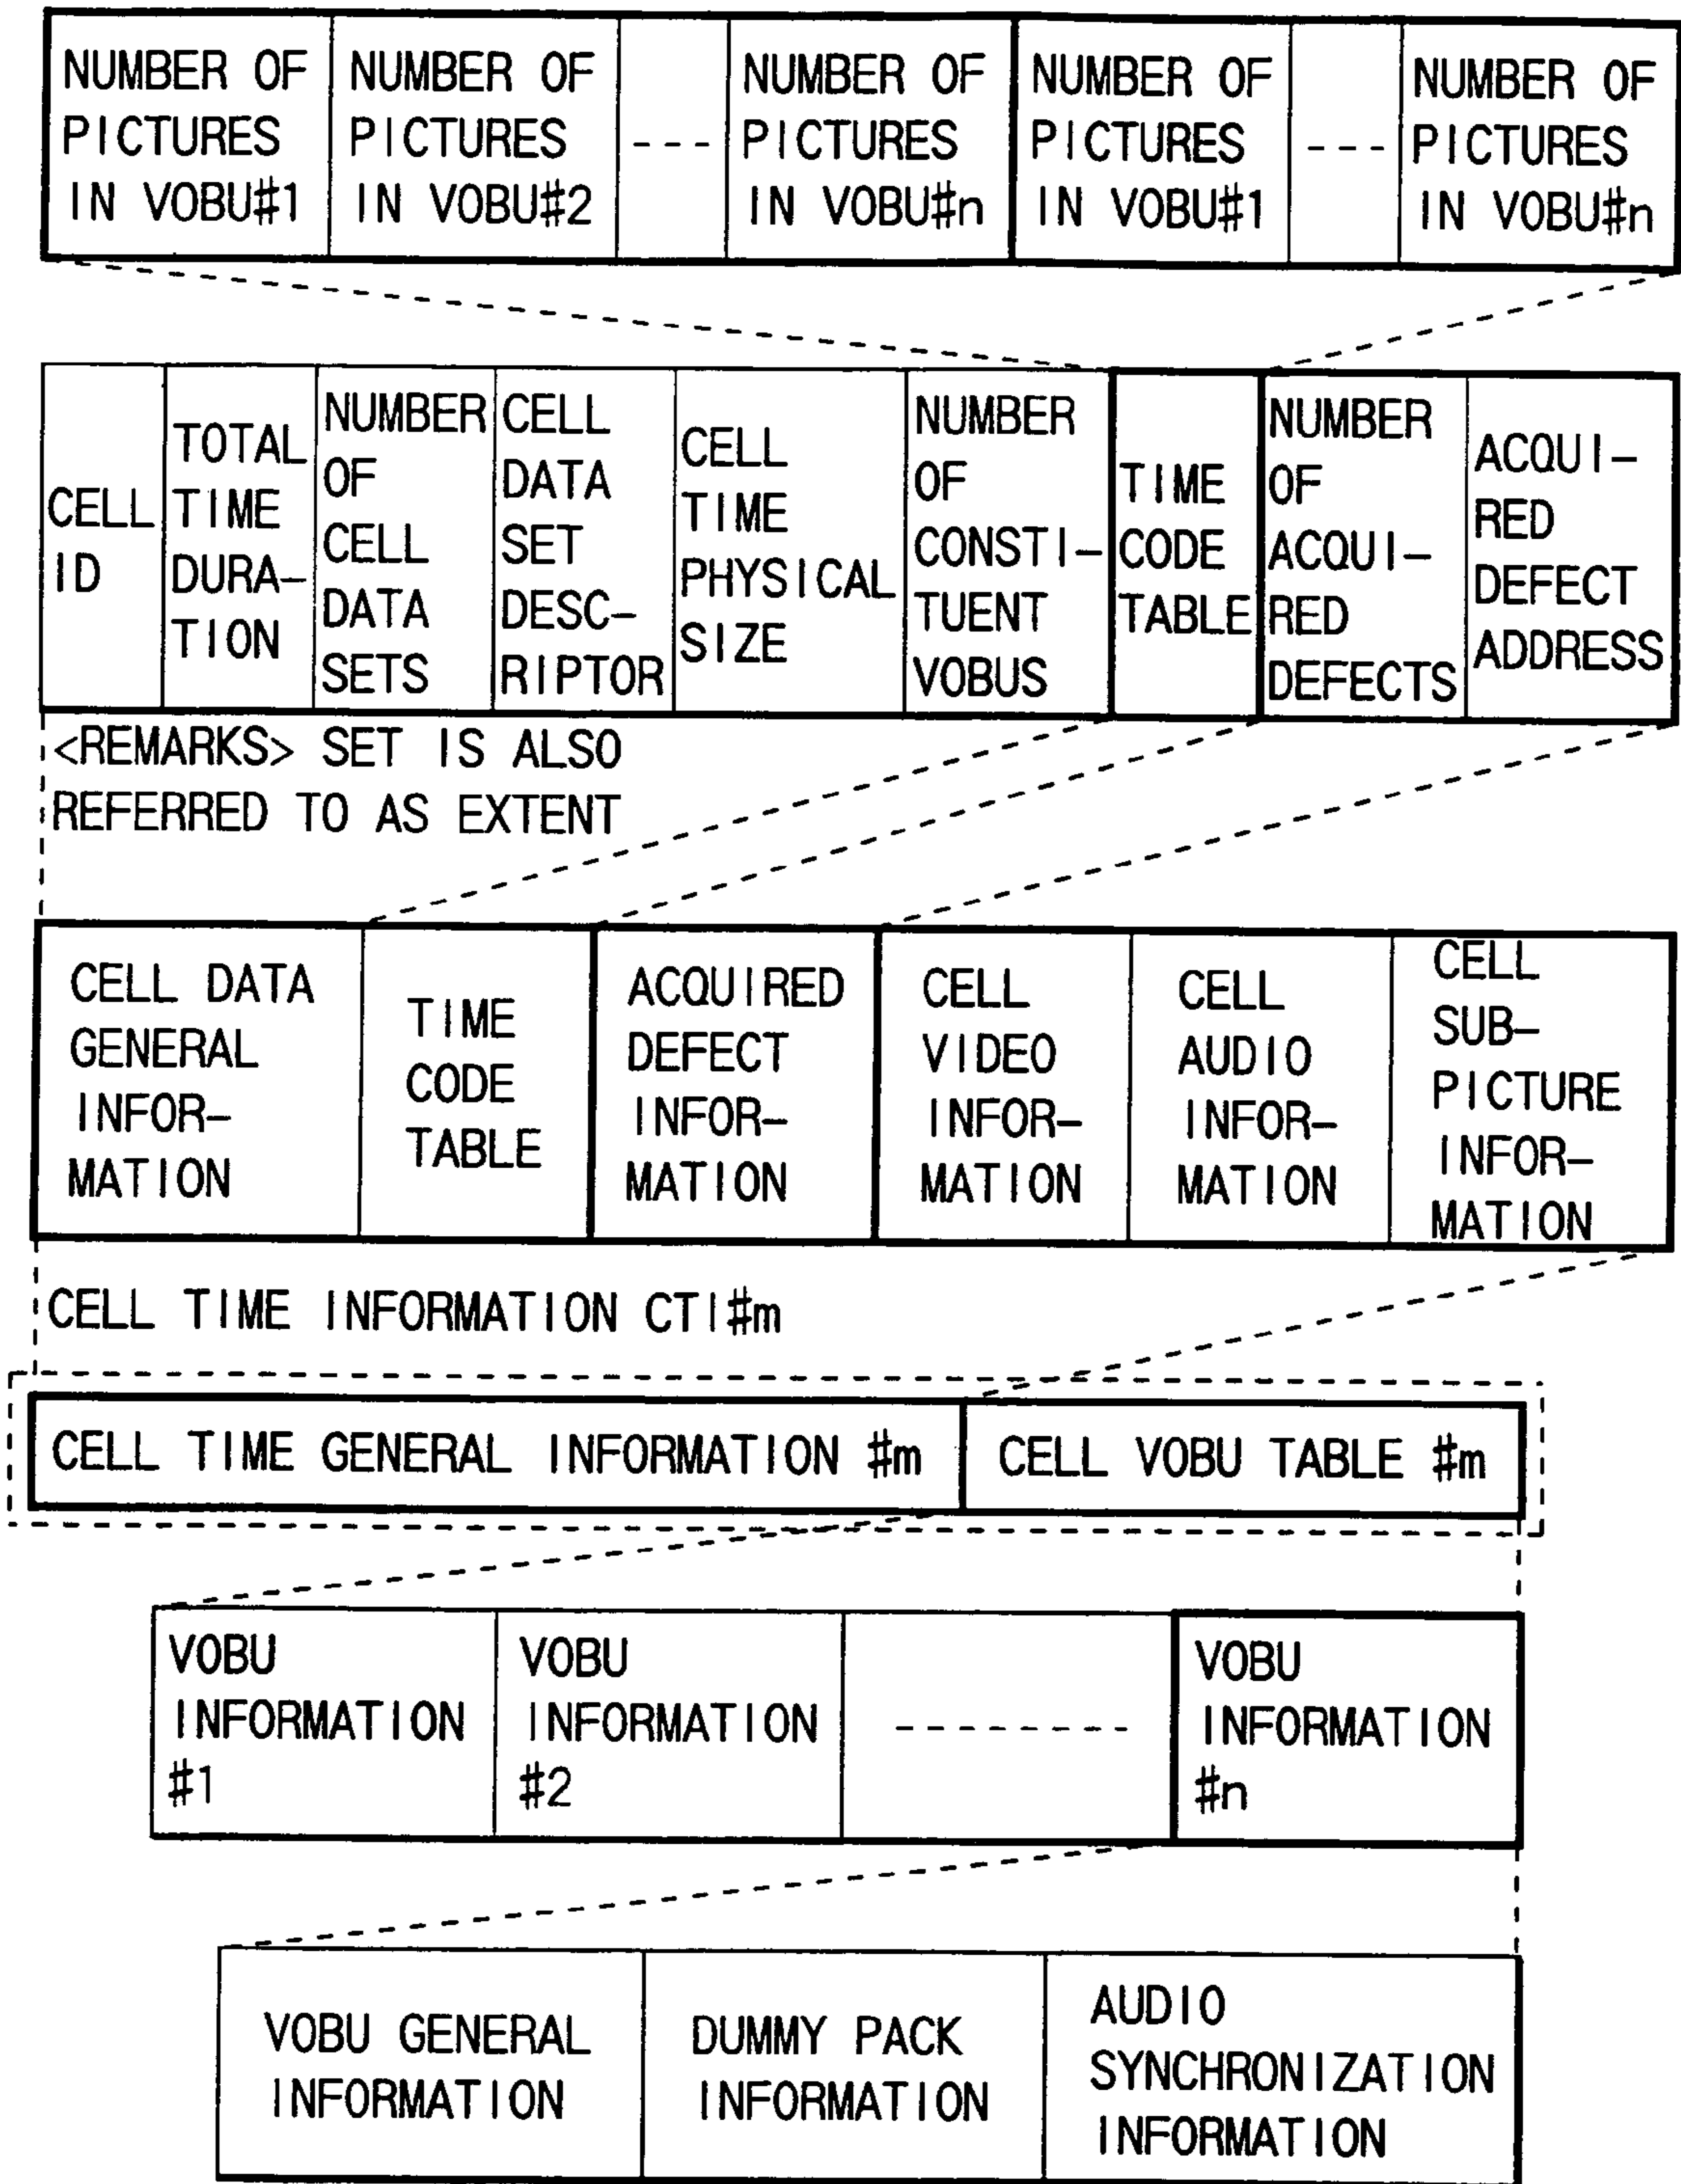 NUMBER OF
PICTURES
IN VOBU#1
NUMBER OF
PICTURES
IN VOBU#2
----
NUMBER OF
PICTURES
IN VOBU#n
NUMBER OF
PICTURES
IN VOBU#1
---
NUMBER OF
PICTURES
IN VOBU#n
CELL
ID
TOTAL
TIME
DURA-
TION
NUMBER
OF
CELL
DATA
SETS
CELL
DATA
SET
DESC-
RIPTOR
CELL
TIME
PHYSICAL
SIZE
NUMBER
OF
CONSTI-
TUENT
VOBUS
TIME
CODE
TABLE
NUMBER
OF
ACQUI-
RED
DEFECTS
ACQUI-
RED
DEFECT
ADDRESS
<REMARKS> SET IS ALSO
REFERRED TO AS EXTENT
CELL DATA
GENERAL
INFOR-
MATION
TIME
CODE
TABLE
ACQUIRED
DEFECT
INFOR-
MATION
CELL
VIDEO
INFOR-
MATION
CELL
AUDIO
INFOR-
MATION
CELL
SUB-
PICTURE
INFOR-
MATION
CELL TIME INFORMATION CTI#m
CELL TIME GENERAL INFORMATION #m
CELL VOBU TABLE #m
VOBU
INFORMATION
#1
VOBU
INFORMATION
#2
--------
VOBU
INFORMATION
#n
VOBU GENERAL
INFORMATION
DUMMY PACK
INFORMATION
AUDIO
SYNCHRONIZATION
INFORMATION